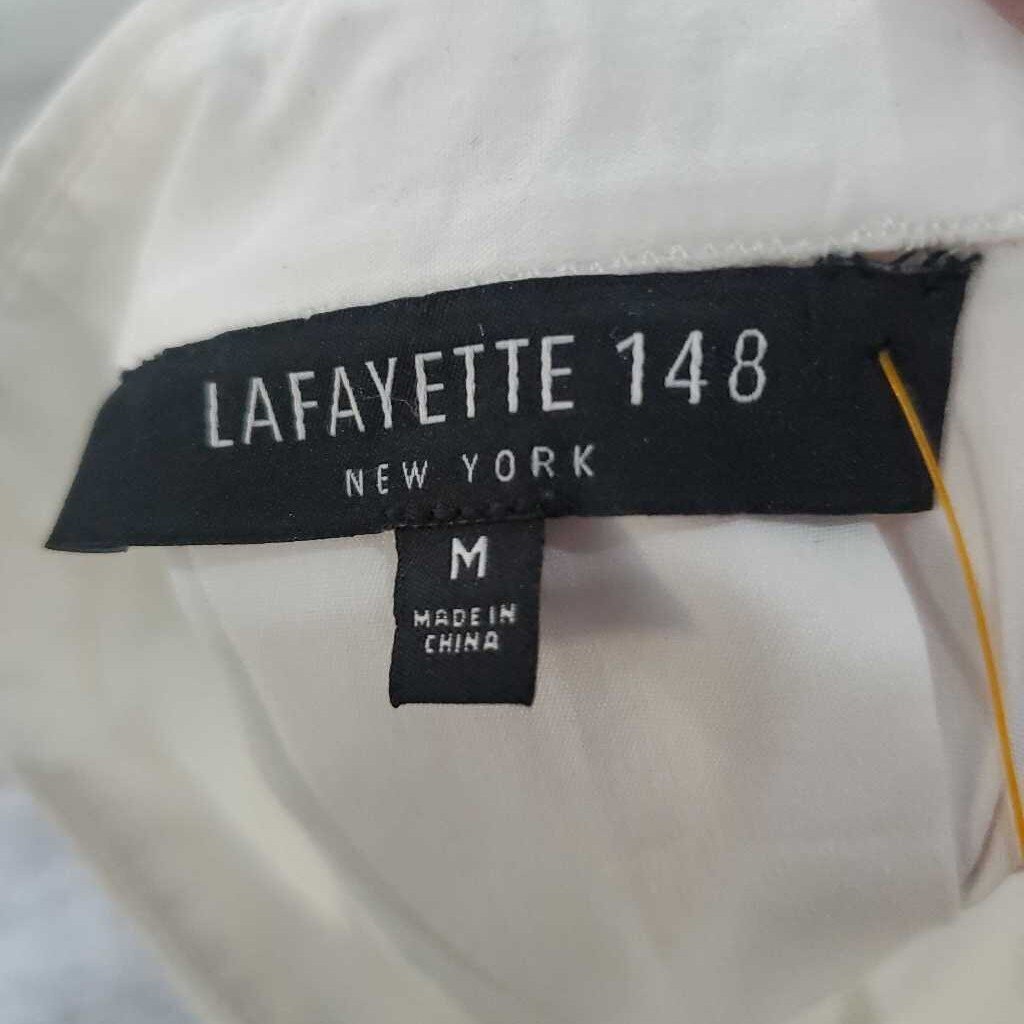 LAFAYETTE 148
NEW YORK
M
MADE IN
CHINA